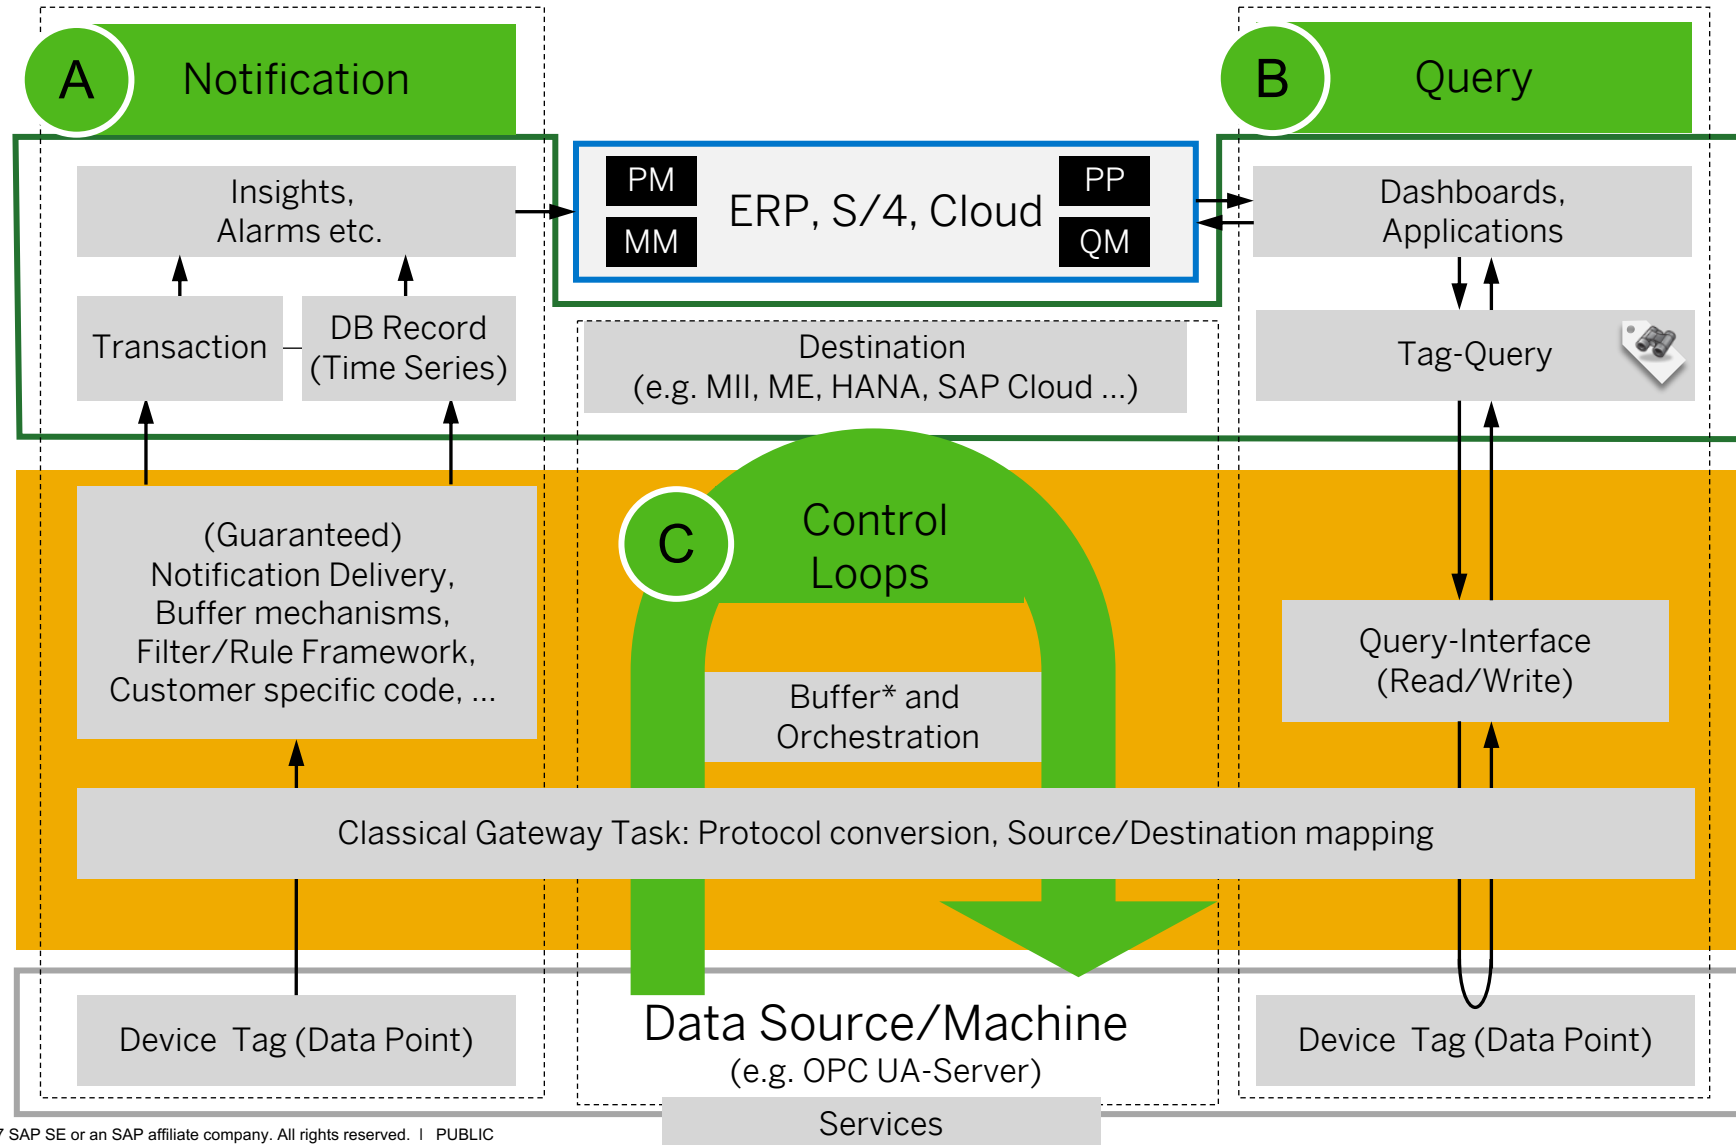 A
Notification
B
Query
Insights,
Alarms etc.
PM
MM
ERP, S/4, Cloud
PP
QM
Dashboards,
Applications
Transaction
DB Record
(Time Series)
Destination
(e.g. MII, ME, HANA, SAP Cloud ...)
Tag-Query
(Guaranteed)
Notification Delivery,
Buffer mechanisms,
Filter/Rule Framework,
Customer specific code, ...
C
Control
Loops
Buffer* and
Orchestration
Query-Interface
(Read/Write)
Classical Gateway Task: Protocol conversion, Source/Destination mapping
Device Tag (Data Point)
Data Source/Machine
(e.g. OPC UA-Server)
Device Tag (Data Point)
Services
7 SAP SE or an SAP affiliate company. All rights reserved. | PUBLIC